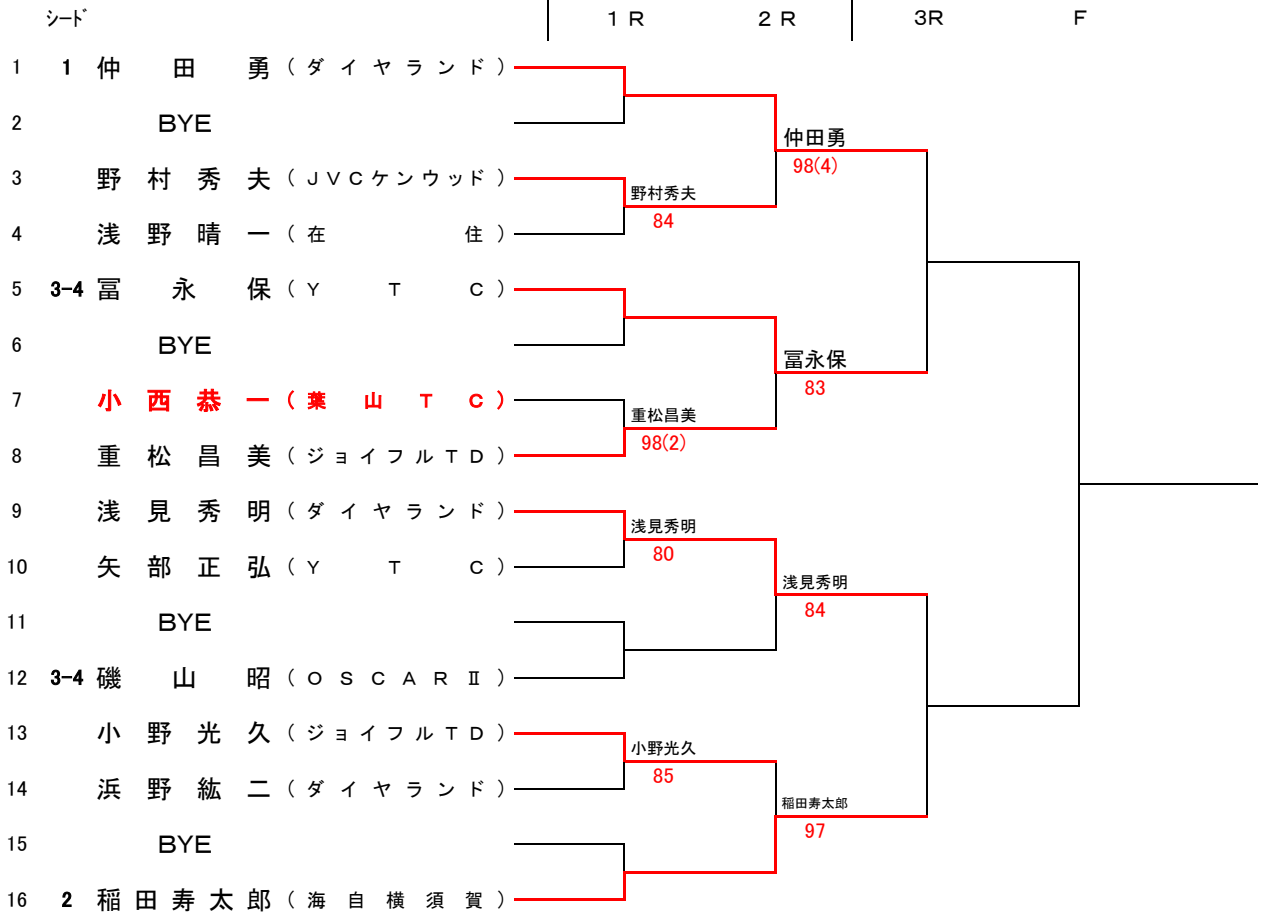 シード 1R 2R 3R F
1 1 仲田勇(ダイヤランド)
2 BYE
仲田勇
98(4)
3 野村秀夫(JVCケンウッド)
野村秀夫
84
4 浅野晴一(在住)
5 3-4 冨永保(YTC)
6 BYE
冨永保
83
7 小西恭一(葉山TC)
重松昌美
98(2)
8 重松昌美(ジョイフルTD)
9 浅見秀明(ダイヤランド)
浅見秀明
80
10 矢部正弘(YTC)
浅見秀明
84
11 BYE
12 3-4 磯山昭(OSCARⅡ)
13 小野光久(ジョイフルTD)
小野光久
85
14 浜野紘二(ダイヤランド)
稲田寿太郎
97
15 BYE
16 2 稲田寿太郎(海自横須賀)